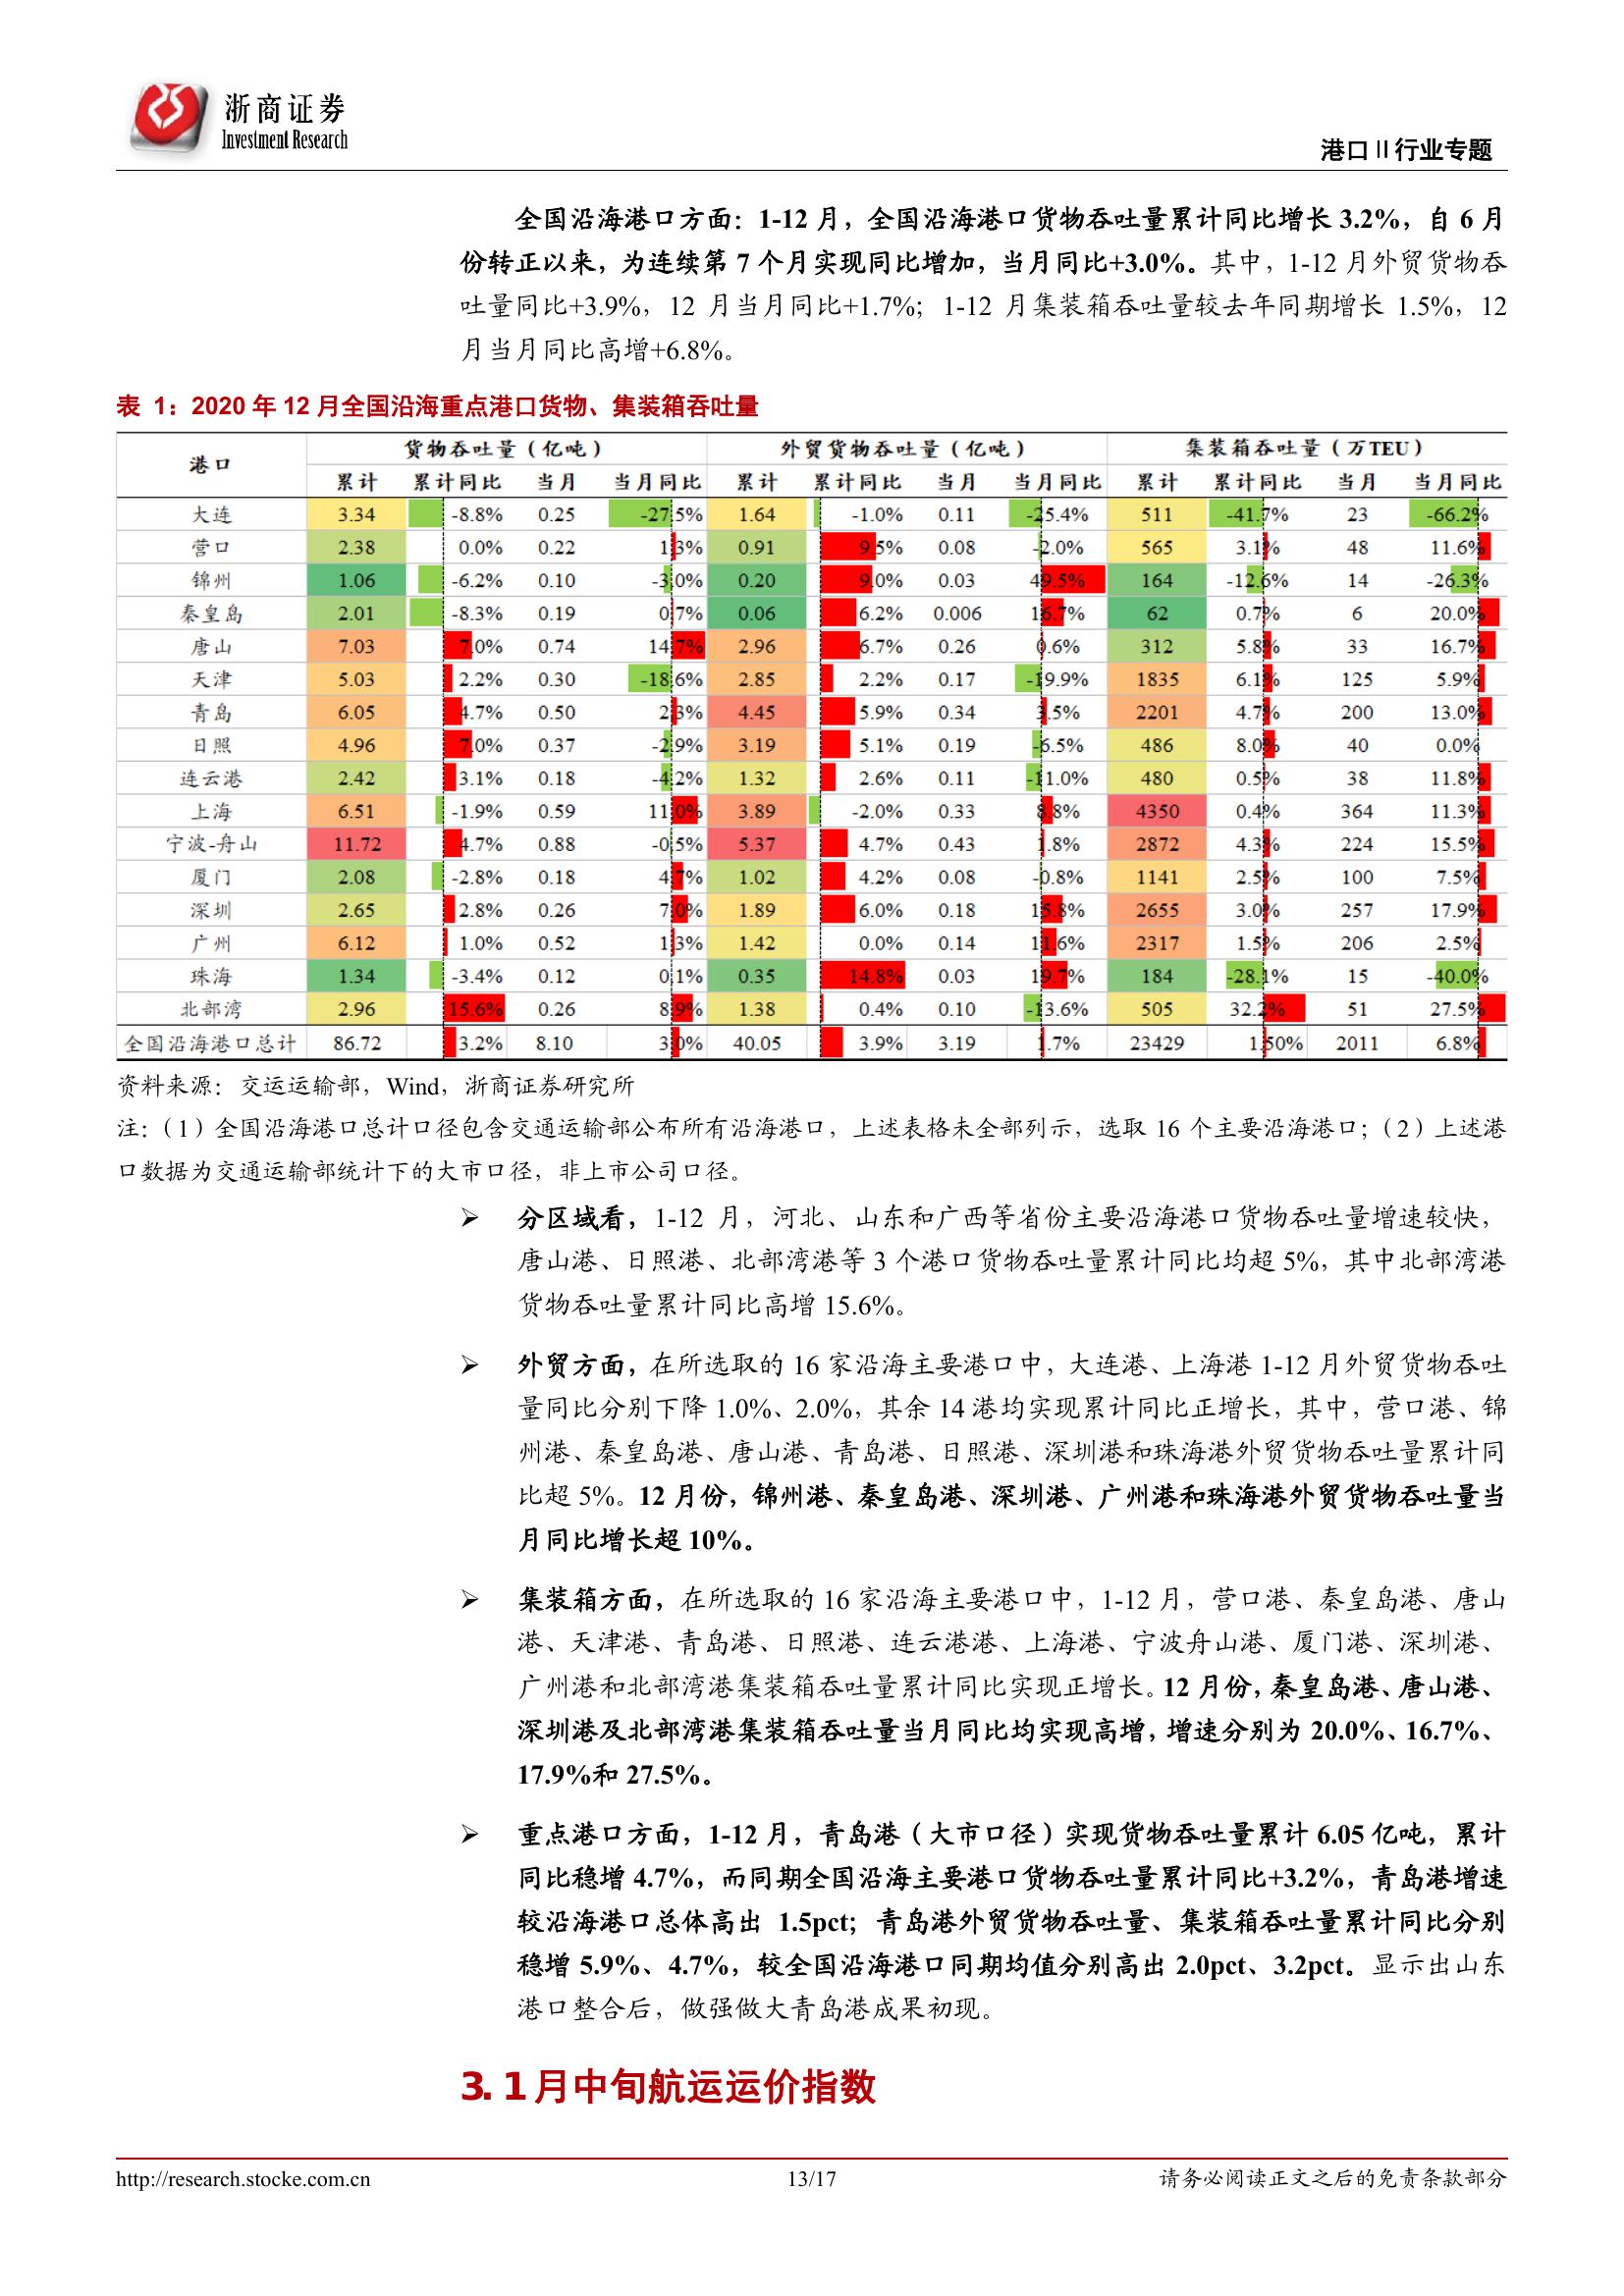 浙商证券
Investment Research
港口Ⅱ行业专题
全国沿海港口方面：1-12 月，全国沿海港口货物吞吐量累计同比增长 3.2%，自 6 月
份转正以来，为连续第 7 个月实现同比增加，当月同比+3.0%。其中，1-12 月外贸货物吞
吐量同比+3.9%，12 月当月同比+1.7%；1-12 月集装箱吞吐量较去年同期增长 1.5%，12
月当月同比高增+6.8%。
表 1：2020 年 12 月全国沿海重点港口货物、集装箱吞吐量
港口 货物吞吐量（亿吨） 外贸货物吞吐量（亿吨） 集装箱吞吐量（万TEU）
累计 累计同比 当月 当月同比 累计 累计同比 当月 当月同比 累计 累计同比 当月 当月同比
大连 3.34 -8.8% 0.25 -27.5% 1.64 -1.0% 0.11 -25.4% 511 -41.7% 23 -66.2%
营口 2.38 0.0% 0.22 1.3% 0.91 9.5% 0.08 -2.0% 565 3.1% 48 11.6%
锦州 1.06 -6.2% 0.10 -3.0% 0.20 9.0% 0.03 49.5% 164 -12.6% 14 -26.3%
秦皇岛 2.01 -8.3% 0.19 0.7% 0.06 6.2% 0.006 16.7% 62 0.7% 6 20.0%
唐山 7.03 7.0% 0.74 14.7% 2.96 6.7% 0.26 0.6% 312 5.8% 33 16.7%
天津 5.03 2.2% 0.30 -18.6% 2.85 2.2% 0.17 -19.9% 1835 6.1% 125 5.9%
青岛 6.05 4.7% 0.50 2.3% 4.45 5.9% 0.34 3.5% 2201 4.7% 200 13.0%
日照 4.96 7.0% 0.37 -2.9% 3.19 5.1% 0.19 -6.5% 486 8.0% 40 0.0%
连云港 2.42 3.1% 0.18 -4.2% 1.32 2.6% 0.11 -11.0% 480 0.5% 38 11.8%
上海 6.51 -1.9% 0.59 11.0% 3.89 -2.0% 0.33 8.8% 4350 0.4% 364 11.3%
宁波-舟山 11.72 4.7% 0.88 -0.5% 5.37 4.7% 0.43 1.8% 2872 4.3% 224 15.5%
厦门 2.08 -2.8% 0.18 4.7% 1.02 4.2% 0.08 -0.8% 1141 2.5% 100 7.5%
深圳 2.65 2.8% 0.26 7.0% 1.89 6.0% 0.18 15.8% 2655 3.0% 257 17.9%
广州 6.12 1.0% 0.52 1.3% 1.42 0.0% 0.14 11.6% 2317 1.5% 206 2.5%
珠海 1.34 -3.4% 0.12 0.1% 0.35 14.8% 0.03 19.7% 184 -28.1% 15 -40.0%
北部湾 2.96 15.6% 0.26 8.9% 1.38 0.4% 0.10 -13.6% 505 32.2% 51 27.5%
全国沿海港口总计 86.72 3.2% 8.10 3.0% 40.05 3.9% 3.19 1.7% 23429 1.50% 2011 6.8%
资料来源：交运运输部，Wind，浙商证券研究所
注：（1）全国沿海港口总计口径包含交通运输部公布所有沿海港口，上述表格未全部列示，选取 16 个主要沿海港口；（2）上述港
口数据为交通运输部统计下的大市口径，非上市公司口径。
➢ 分区域看，1-12 月，河北、山东和广西等省份主要沿海港口货物吞吐量增速较快，
唐山港、日照港、北部湾港等 3 个港口货物吞吐量累计同比均超 5%，其中北部湾港
货物吞吐量累计同比高增 15.6%。
➢ 外贸方面，在所选取的 16 家沿海主要港口中，大连港、上海港 1-12 月外贸货物吞吐
量同比分别下降 1.0%、2.0%，其余 14 港均实现累计同比正增长，其中，营口港、锦
州港、秦皇岛港、唐山港、青岛港、日照港、深圳港和珠海港外贸货物吞吐量累计同
比超 5%。12 月份，锦州港、秦皇岛港、深圳港、广州港和珠海港外贸货物吞吐量当
月同比增长超 10%。
➢ 集装箱方面，在所选取的 16 家沿海主要港口中，1-12 月，营口港、秦皇岛港、唐山
港、天津港、青岛港、日照港、连云港港、上海港、宁波舟山港、厦门港、深圳港、
广州港和北部湾港集装箱吞吐量累计同比实现正增长。12 月份，秦皇岛港、唐山港、
深圳港及北部湾港集装箱吞吐量当月同比均实现高增，增速分别为 20.0%、16.7%、
17.9%和 27.5%。
➢ 重点港口方面，1-12 月，青岛港（大市口径）实现货物吞吐量累计 6.05 亿吨，累计
同比稳增 4.7%，而同期全国沿海主要港口货物吞吐量累计同比+3.2%，青岛港增速
较沿海港口总体高出 1.5pct；青岛港外贸货物吞吐量、集装箱吞吐量累计同比分别
稳增 5.9%、4.7%，较全国沿海港口同期均值分别高出 2.0pct、3.2pct。显示出山东
港口整合后，做强做大青岛港成果初现。
3. 1 月中旬航运运价指数
http://research.stocke.com.cn 13/17 请务必阅读正文之后的免责条款部分